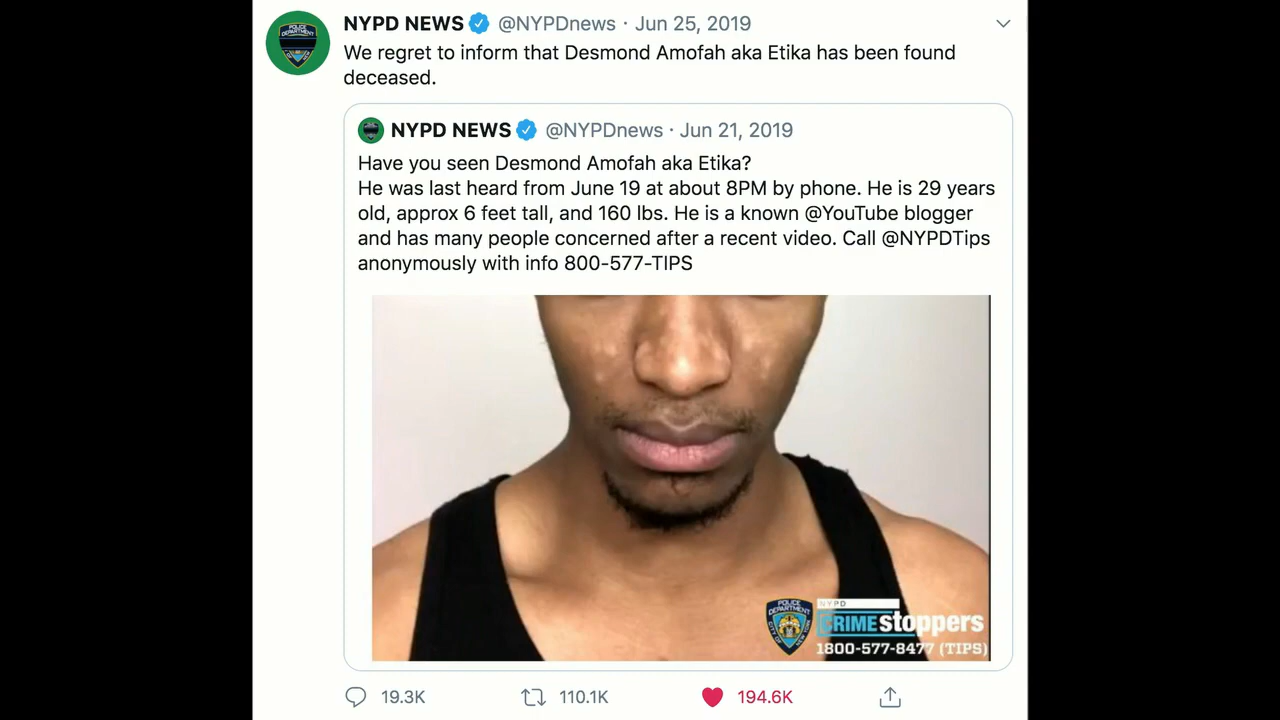 NYPD NEWS @NYPDnews · Jun 25, 2019
We regret to inform that Desmond Amofah aka Etika has been found
deceased.
NYPD NEWS @NYPDnews · Jun 21, 2019
Have you seen Desmond Amofah aka Etika?
He was last heard from June 19 at about 8PM by phone. He is 29 years
old, approx 6 feet tall, and 160 lbs. He is a known @YouTube blogger
and has many people concerned after a recent video. Call @NYPDTips
anonymously with info 800-577-TIPS
POLICE
DEPARTMENT
NYPD
CRIME stoppers
1800-577-8477 (TIPS)
19.3K 110.1K 194.6K